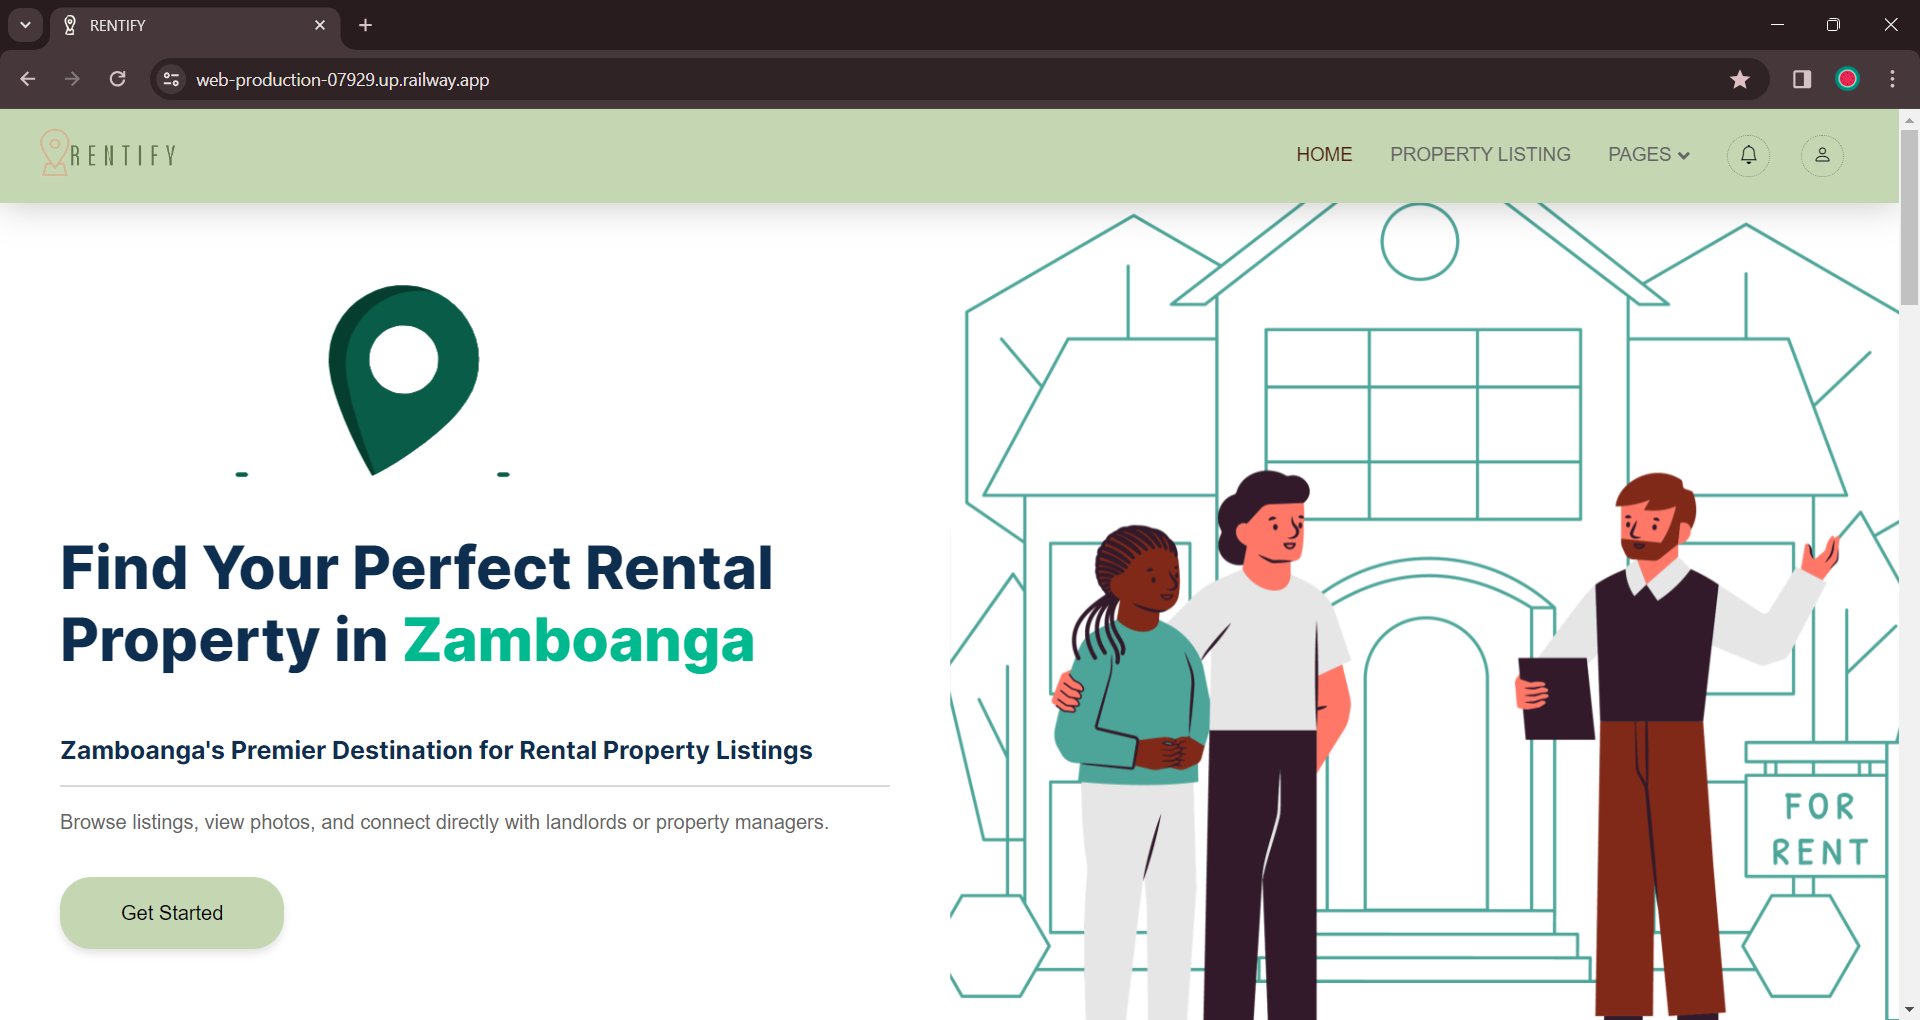 RENTIFY
web-production-07929.up.railway.app
RENTIFY
HOME
PROPERTY LISTING
PAGES
Find Your Perfect Rental
Property in Zamboanga
Zamboanga's Premier Destination for Rental Property Listings
Browse listings, view photos, and connect directly with landlords or property managers.
Get Started
FOR
RENT